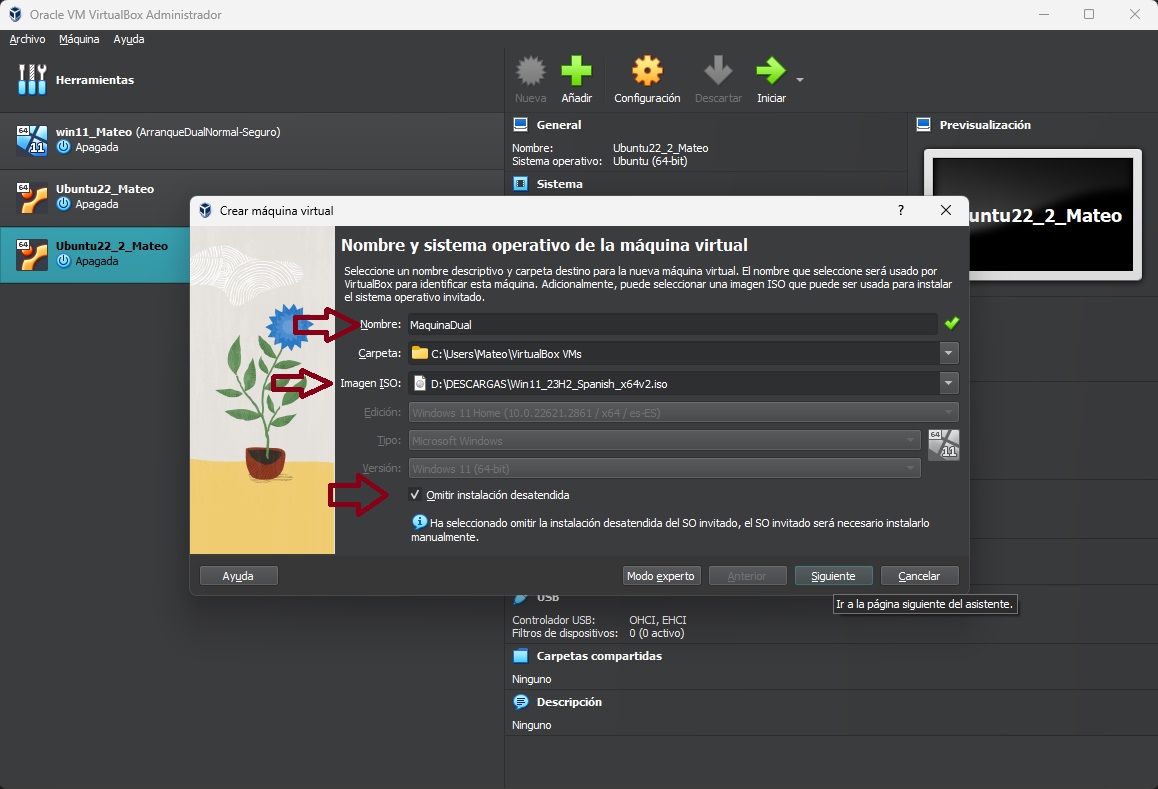 Oracle VM VirtualBox Administrador
Archivo Máquina Ayuda
Herramientas
Nueva Añadir Configuración Descartar Iniciar
64 11 win11_Mateo (ArranqueDualNormal-Seguro)
Apagada
64 Ubuntu22_Mateo
Apagada
64 Ubuntu22_2_Mateo
Apagada
General
Nombre: Ubuntu22_2_Mateo
Sistema operativo: Ubuntu (64-bit)
Sistema
Previsualización
untu22_2_Mateo
Crear máquina virtual ?
Nombre y sistema operativo de la máquina virtual
Seleccione un nombre descriptivo y carpeta destino para la nueva máquina virtual. El nombre que seleccione será usado por
VirtualBox para identificar esta máquina. Adicionalmente, puede seleccionar una imagen ISO que puede ser usada para instalar
el sistema operativo invitado.
Nombre: MaquinaDual
Carpeta: C:\Users\Mateo\VirtualBox VMs
Imagen ISO: D:\DESCARGAS\Win11_23H2_Spanish_x64v2.iso
Edición: Windows 11 Home (10.0.22621.2861 / x64 / es-ES)
Tipo: Microsoft Windows
64 11
Versión: Windows 11 (64-bit)
Omitir instalación desatendida
Ha seleccionado omitir la instalación desatendida del SO invitado, el SO invitado será necesario instalarlo
manualmente.
Ayuda Modo experto Anterior Siguiente Cancelar
Ir a la página siguiente del asistente.
USB
Controlador USB: OHCI, EHCI
Filtros de dispositivos: 0 (0 activo)
Carpetas compartidas
Ninguno
Descripción
Ninguno